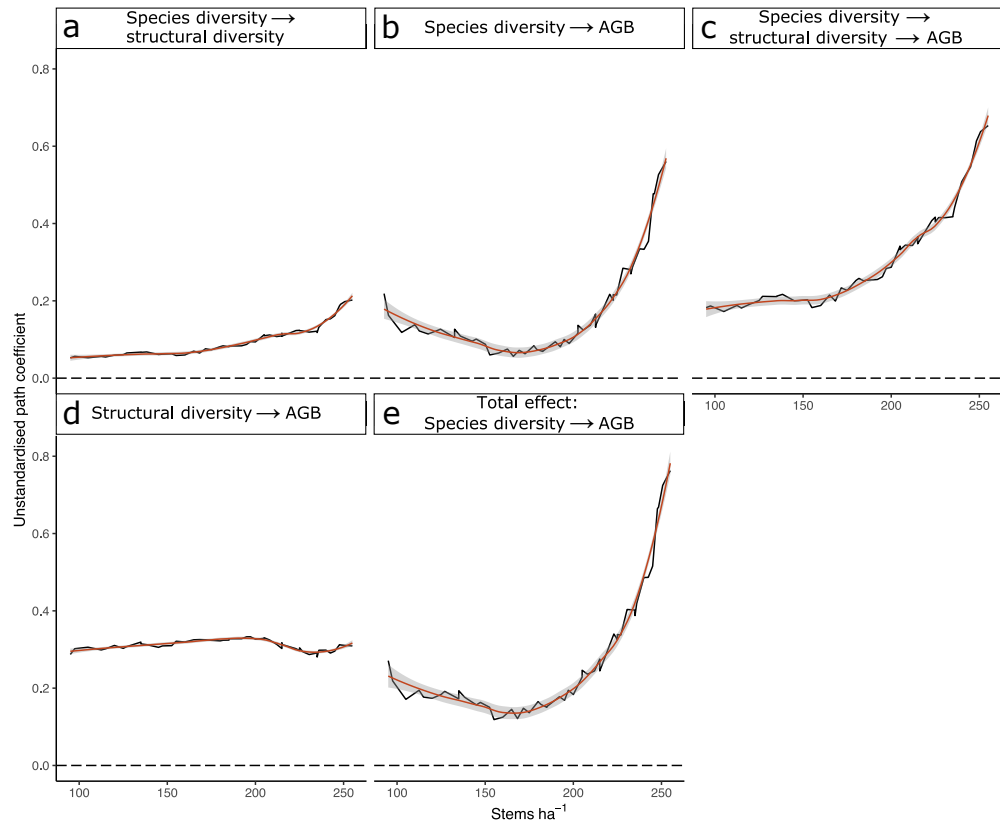 a
Species diversity →
structural diversity
b
Species diversity → AGB
c
Species diversity →
structural diversity → AGB
0.8
0.6
0.4
0.2
0.0
100 150 200 250
d
Structural diversity → AGB
e
Total effect:
Species diversity → AGB
0.8
0.6
0.4
0.2
0.0
100 150 200 250
100 150 200 250
Unstandardised path coefficient
Stems ha⁻¹